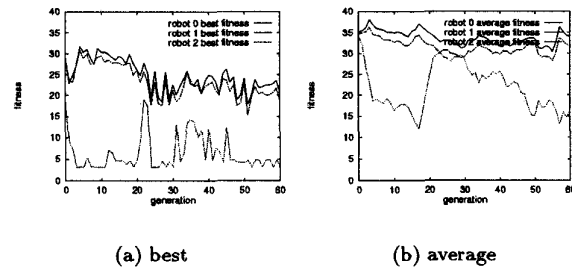 40
35
30
25
20
15
10
5
0
fitness
robot 0 best fitness
robot 1 best fitness
robot 2 best fitness
0 10 20 30 40 50 60
generation
(a) best
40
35
30
25
20
15
10
5
0
fitness
robot 0 average fitness
robot 1 average fitness
robot 2 average fitness
0 10 20 30 40 50 60
generation
(b) average